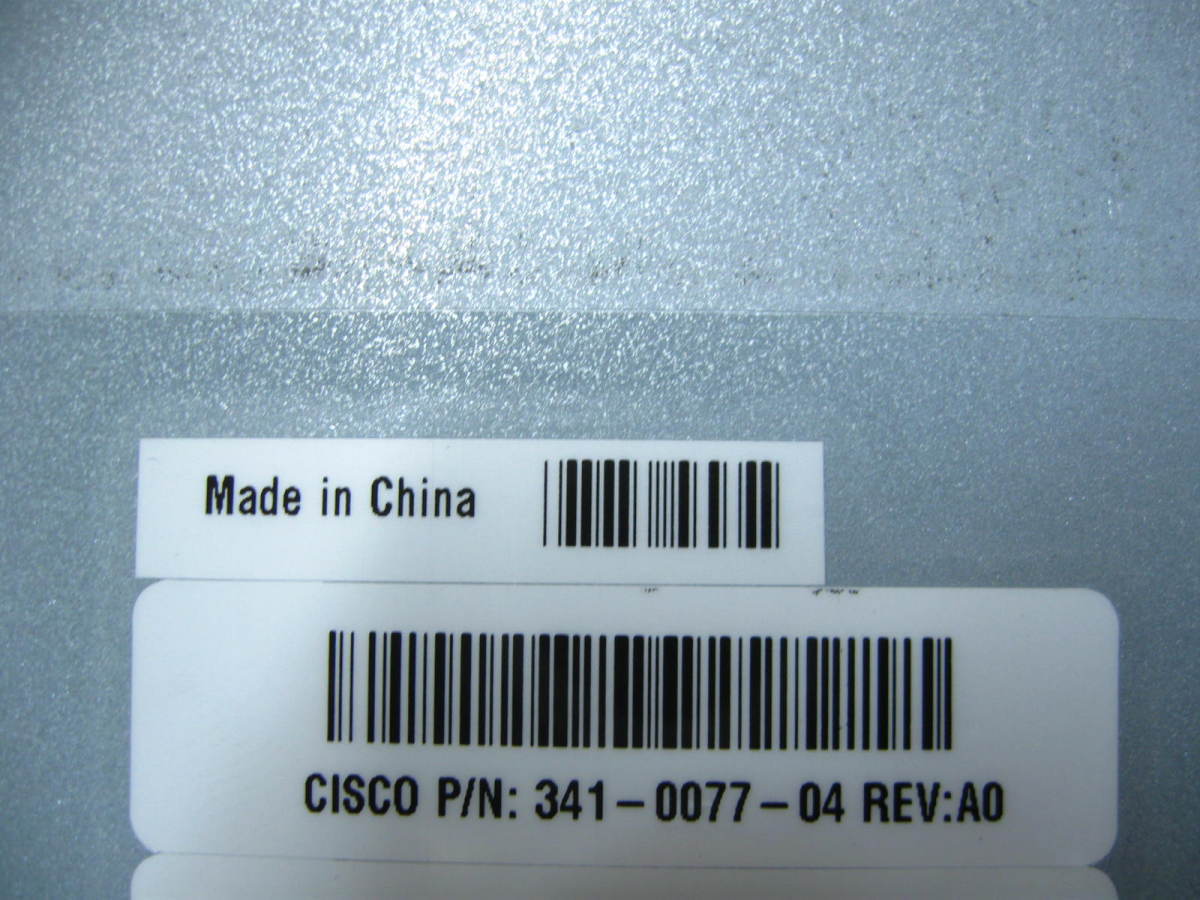 Made in China
CISCO P/N: 341-0077-04 REV:A0